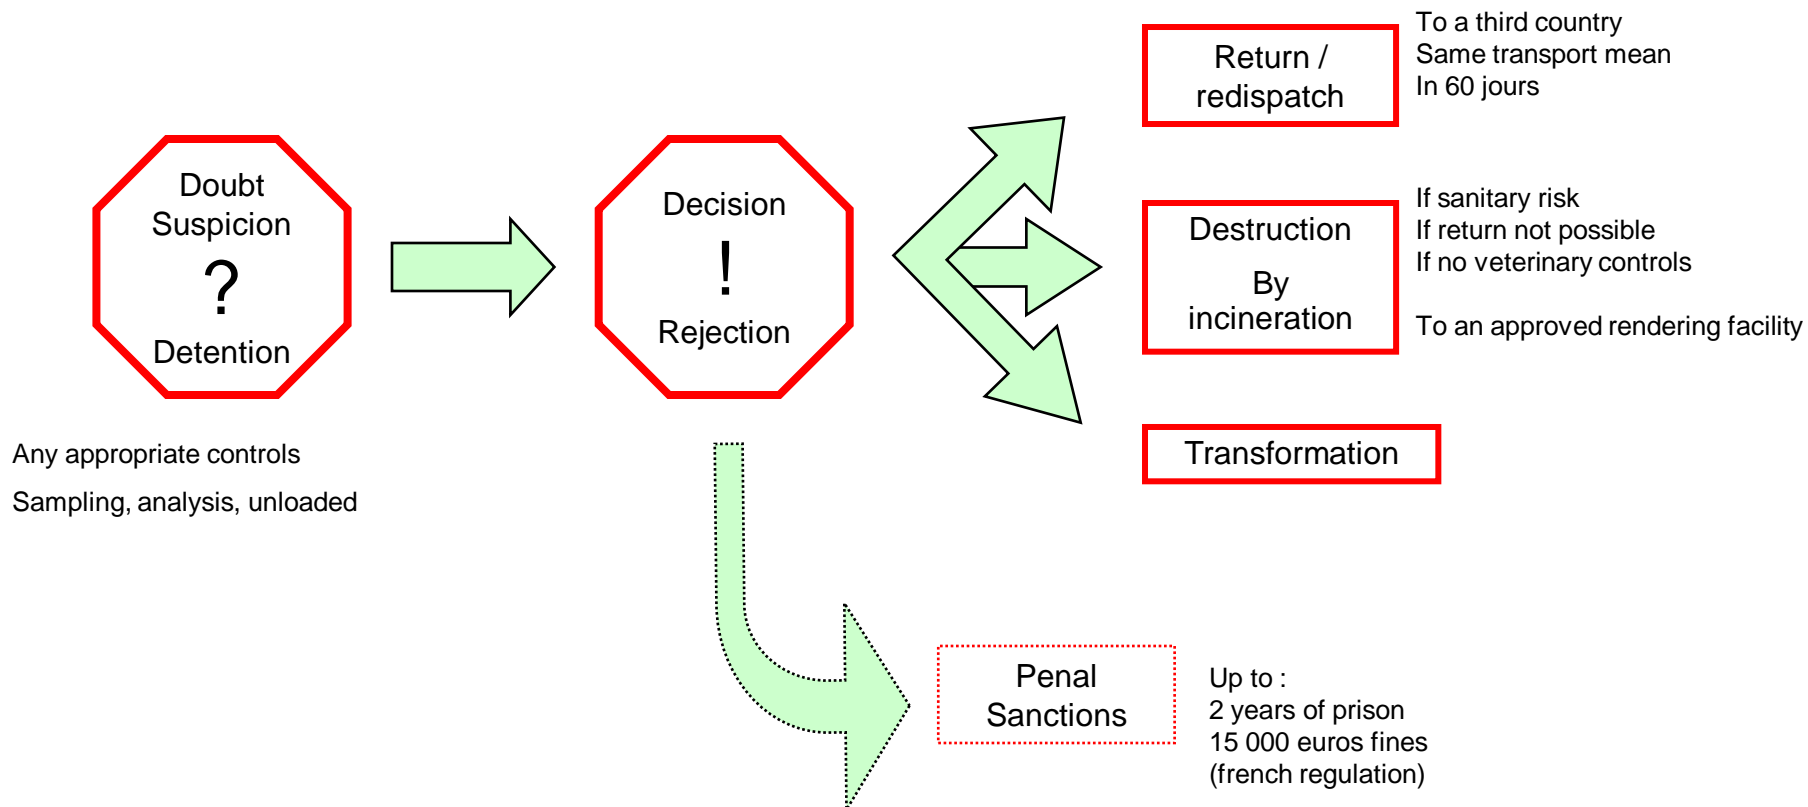 Doubt
Suspicion
?
Detention
Any appropriate controls
Sampling, analysis, unloaded
Decision
!
Rejection
Return /
redispatch
To a third country
Same transport mean
In 60 jours
Destruction
By
incineration
If sanitary risk
If return not possible
If no veterinary controls
To an approved rendering facility
Transformation
Penal
Sanctions
Up to :
2 years of prison
15 000 euros fines
(french regulation)